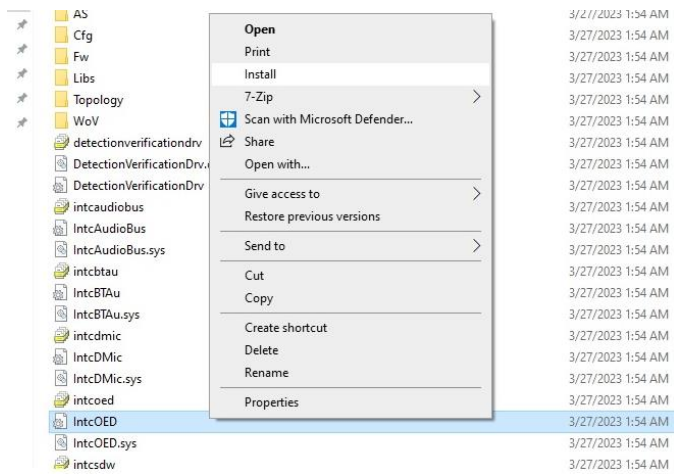 AS
3/27/2023 1:54 AM
Cfg
3/27/2023 1:54 AM
Fw
3/27/2023 1:54 AM
Libs
3/27/2023 1:54 AM
Topology
3/27/2023 1:54 AM
WoV
3/27/2023 1:54 AM
detectionverificationdrv
3/27/2023 1:54 AM
DetectionVerificationDrv.
3/27/2023 1:54 AM
DetectionVerificationDrv
3/27/2023 1:54 AM
intcaudiobus
3/27/2023 1:54 AM
IntcAudioBus
3/27/2023 1:54 AM
IntcAudioBus.sys
3/27/2023 1:54 AM
intcbtau
3/27/2023 1:54 AM
IntcBTAu
3/27/2023 1:54 AM
IntcBTAu.sys
3/27/2023 1:54 AM
intcdmic
3/27/2023 1:54 AM
IntcDMic
3/27/2023 1:54 AM
IntcDMic.sys
3/27/2023 1:54 AM
intcoed
3/27/2023 1:54 AM
IntcOED
3/27/2023 1:54 AM
IntcOED.sys
3/27/2023 1:54 AM
intcsdw
3/27/2023 1:54 AM
Open
Print
Install
7-Zip
Scan with Microsoft Defender...
Share
Open with...
Give access to
Restore previous versions
Send to
Cut
Copy
Create shortcut
Delete
Rename
Properties